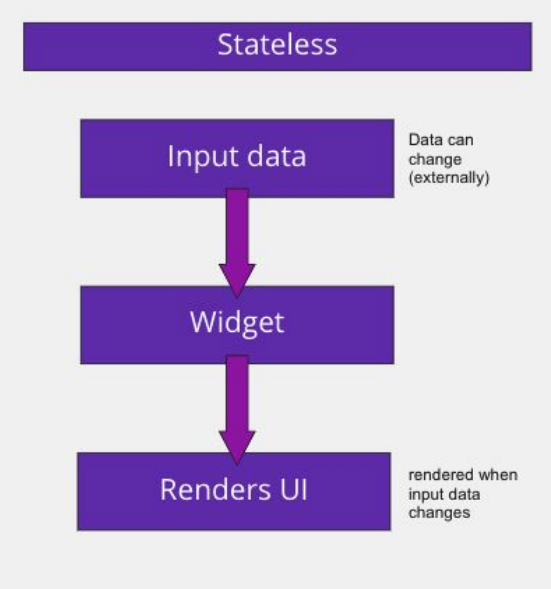 Stateless
Input data
Data can
change
(externally)
Widget
Renders UI
rendered when
input data
changes